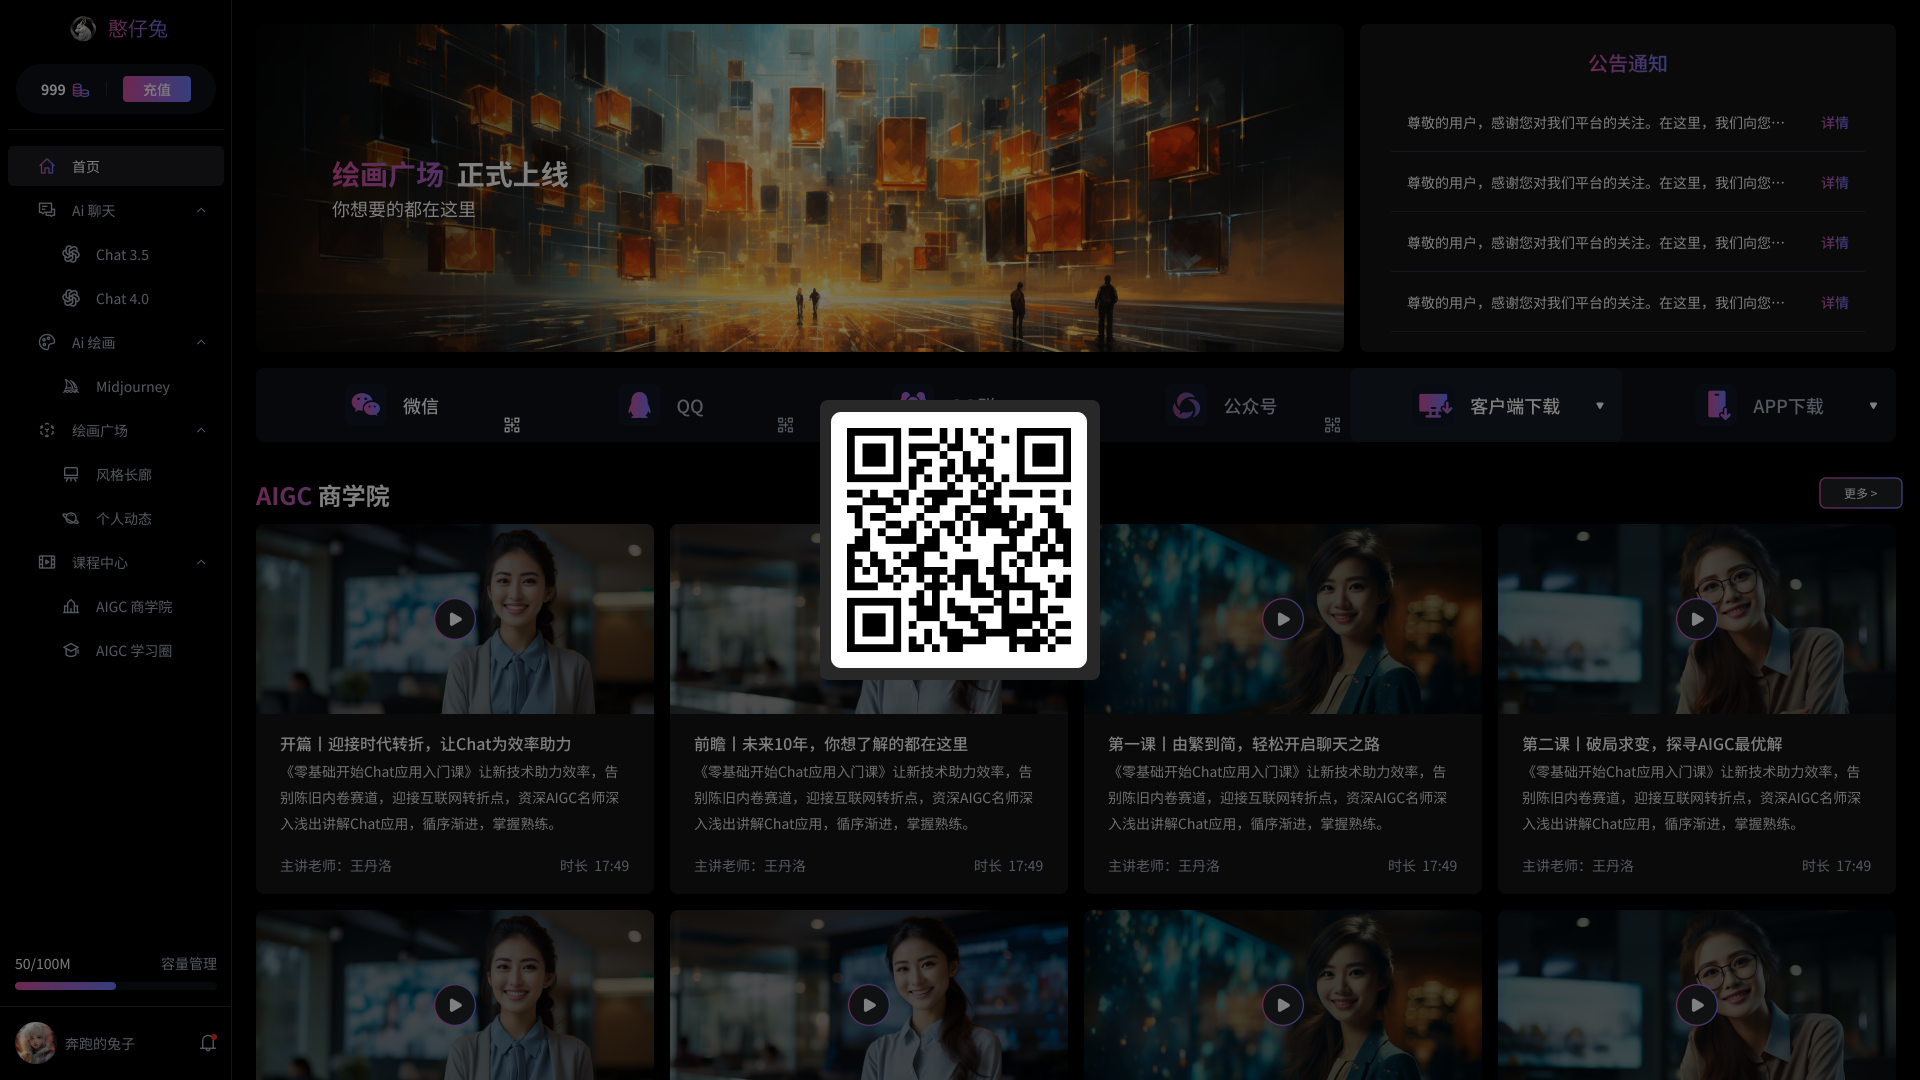 憨仔兔
999
充值
首页
Ai 聊天
Chat 3.5
Chat 4.0
Ai 绘画
Midjourney
绘画广场
风格长廊
个人动态
课程中心
AIGC 商学院
AIGC 学习圈
50/100M 容量管理
奔跑的兔子
绘画广场 正式上线
你想要的都在这里
公告通知
尊敬的用户，感谢您对我们平台的关注。在这里，我们向您… 详情
尊敬的用户，感谢您对我们平台的关注。在这里，我们向您… 详情
尊敬的用户，感谢您对我们平台的关注。在这里，我们向您… 详情
尊敬的用户，感谢您对我们平台的关注。在这里，我们向您… 详情
微信
QQ
公众号
客户端下载
APP下载
AIGC 商学院
更多 >
开篇丨迎接时代转折，让Chat为效率助力
《零基础开始Chat应用入门课》让新技术助力效率，告
别陈旧内卷赛道，迎接互联网转折点，资深AIGC名师深
入浅出讲解Chat应用，循序渐进，掌握熟练。
主讲老师：王丹洛 时长 17:49
前瞻丨未来10年，你想了解的都在这里
《零基础开始Chat应用入门课》让新技术助力效率，告
别陈旧内卷赛道，迎接互联网转折点，资深AIGC名师深
入浅出讲解Chat应用，循序渐进，掌握熟练。
主讲老师：王丹洛 时长 17:49
第一课丨由繁到简，轻松开启聊天之路
《零基础开始Chat应用入门课》让新技术助力效率，告
别陈旧内卷赛道，迎接互联网转折点，资深AIGC名师深
入浅出讲解Chat应用，循序渐进，掌握熟练。
主讲老师：王丹洛 时长 17:49
第二课丨破局求变，探寻AIGC最优解
《零基础开始Chat应用入门课》让新技术助力效率，告
别陈旧内卷赛道，迎接互联网转折点，资深AIGC名师深
入浅出讲解Chat应用，循序渐进，掌握熟练。
主讲老师：王丹洛 时长 17:49